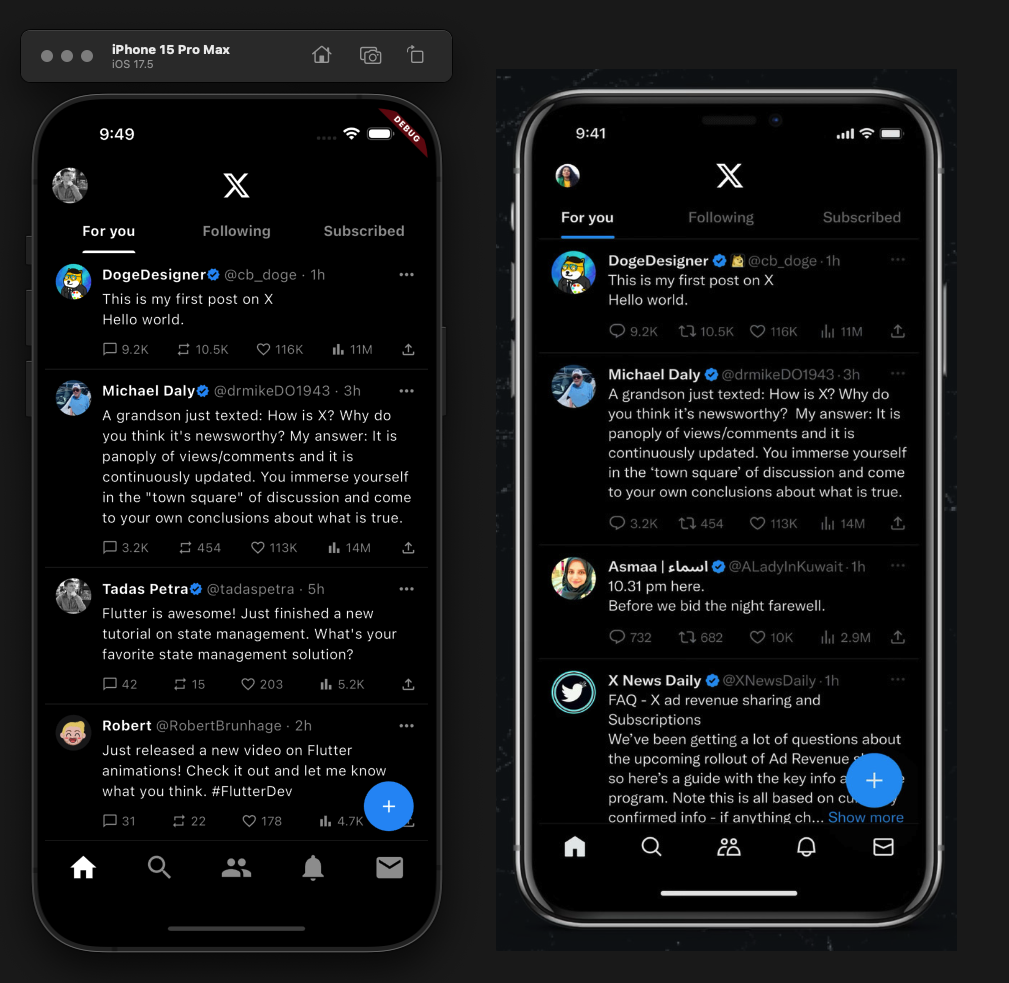 iPhone 15 Pro Max
iOS 17.5
9:49
DEBUG
For you Following Subscribed
DogeDesigner @cb_doge · 1h
This is my first post on X
Hello world.
9.2K 10.5K 116K 11M
Michael Daly @drmikeDO1943 · 3h
A grandson just texted: How is X? Why do
you think it's newsworthy? My answer: It is
panoply of views/comments and it is
continuously updated. You immerse yourself
in the "town square" of discussion and come
to your own conclusions about what is true.
3.2K 454 113K 14M
Tadas Petra @tadaspetra · 5h
Flutter is awesome! Just finished a new
tutorial on state management. What's your
favorite state management solution?
42 15 203 5.2K
Robert @RobertBrunhage · 2h
Just released a new video on Flutter
animations! Check it out and let me know
what you think. #FlutterDev
31 22 178 4.7K
9:41
For you Following Subscribed
DogeDesigner @cb_doge · 1h
This is my first post on X
Hello world.
9.2K 10.5K 116K 11M
Michael Daly @drmikeDO1943 · 3h
A grandson just texted: How is X? Why do
you think it’s newsworthy?  My answer: It is
panoply of views/comments and it is
continuously updated. You immerse yourself
in the ‘town square’ of discussion and come
to your own conclusions about what is true.
3.2K 454 113K 14M
Asmaa | اسماء @ALadyInKuwait · 1h
10.31 pm here.
Before we bid the night farewell.
732 682 10K 2.9M
X News Daily @XNewsDaily · 1h
FAQ - X ad revenue sharing and
Subscriptions
We’ve been getting a lot of questions about
the upcoming rollout of Ad Revenue
so here’s a guide with the key info
program. Note this is all based on
confirmed info - if anything ch... Show more